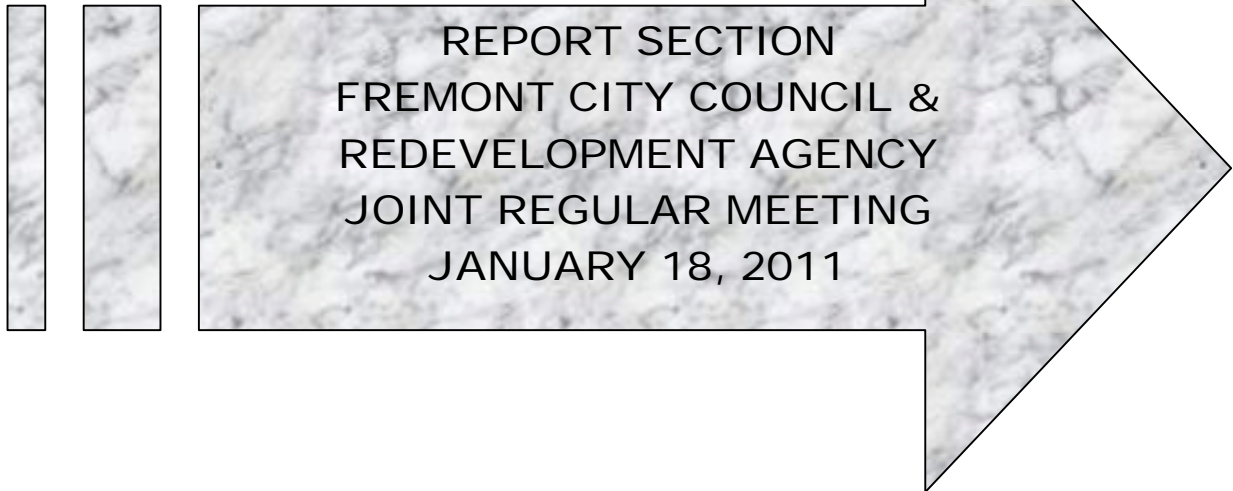 REPORT SECTION
FREMONT CITY COUNCIL &
REDEVELOPMENT AGENCY
JOINT REGULAR MEETING
JANUARY 18, 2011